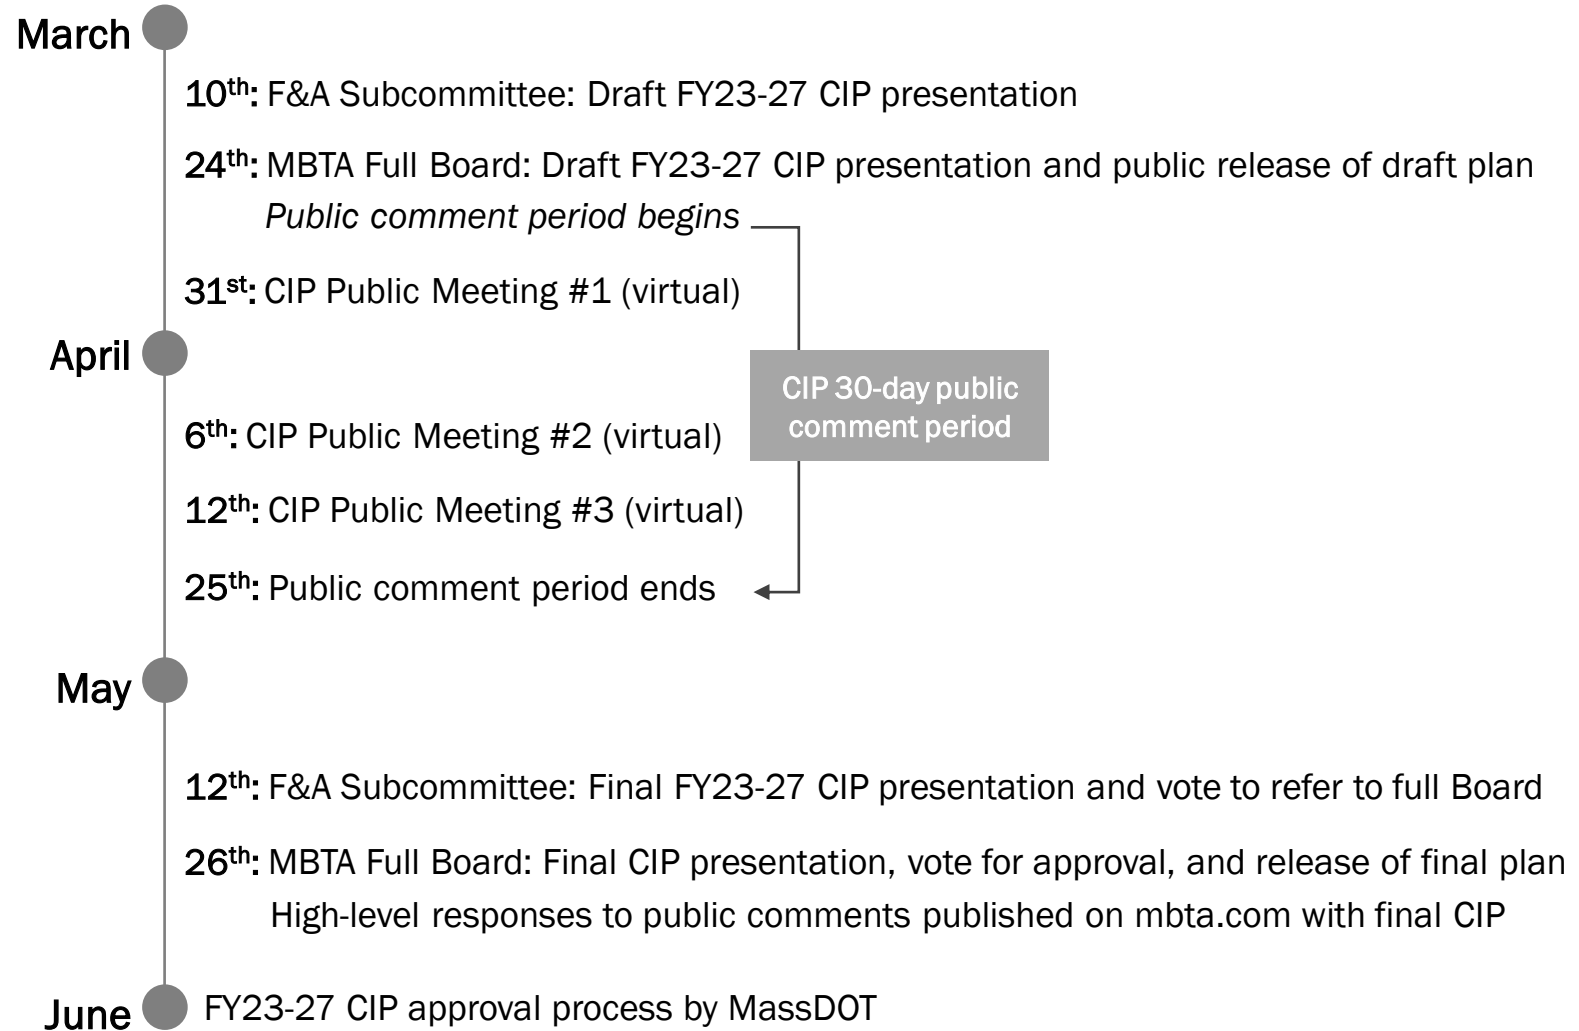 March
10th: F&A Subcommittee: Draft FY23-27 CIP presentation
24th: MBTA Full Board: Draft FY23-27 CIP presentation and public release of draft plan
Public comment period begins
31st: CIP Public Meeting #1 (virtual)
April
CIP 30-day public
comment period
6th: CIP Public Meeting #2 (virtual)
12th: CIP Public Meeting #3 (virtual)
25th: Public comment period ends
May
12th: F&A Subcommittee: Final FY23-27 CIP presentation and vote to refer to full Board
26th: MBTA Full Board: Final CIP presentation, vote for approval, and release of final plan
High-level responses to public comments published on mbta.com with final CIP
June FY23-27 CIP approval process by MassDOT